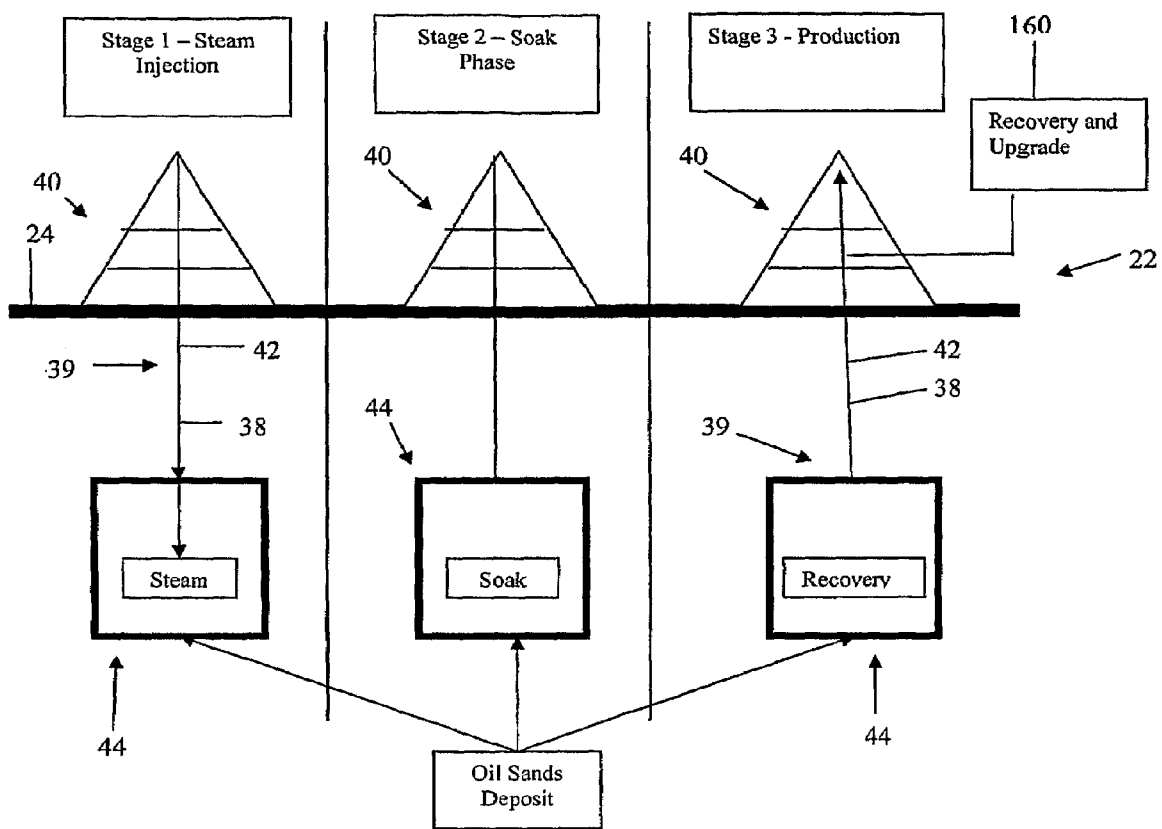 Stage 1 – Steam
Injection
Stage 2 – Soak
Phase
Stage 3 - Production
160
Recovery and
Upgrade
40
40
40
24
22
42
39
38
42
38
44
39
Steam
Soak
Recovery
44
44
Oil Sands
Deposit